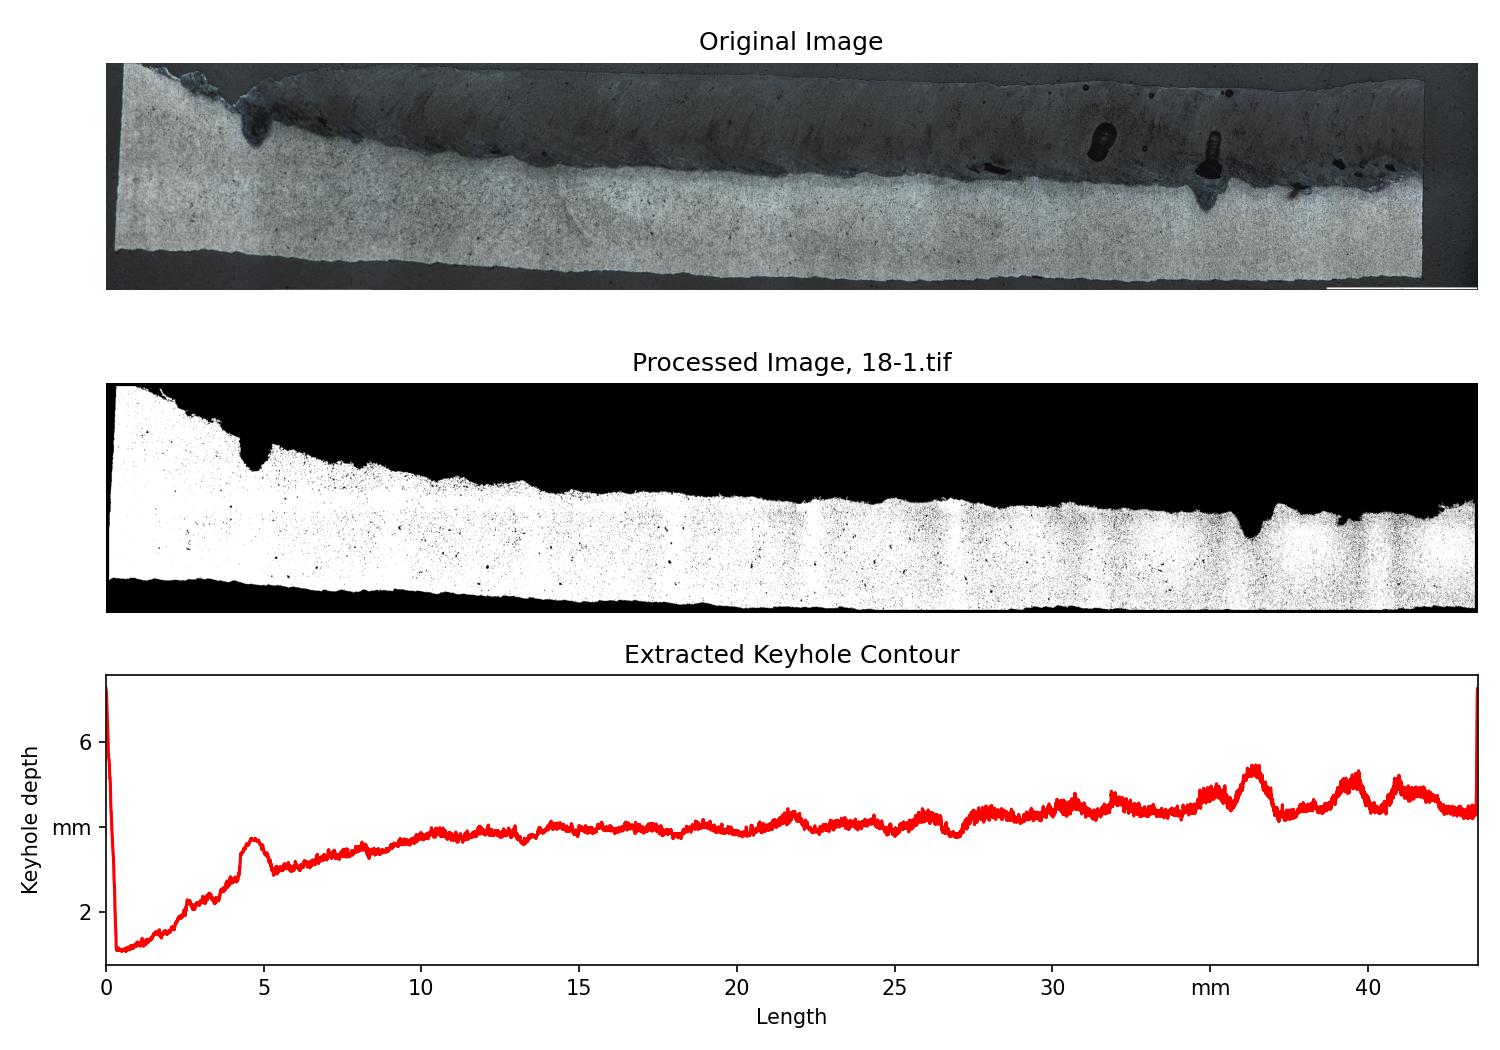 Original Image
Processed Image, 18-1.tif
Extracted Keyhole Contour
Keyhole depth
6
mm
2
0 5 10 15 20 25 30 mm 40
Length